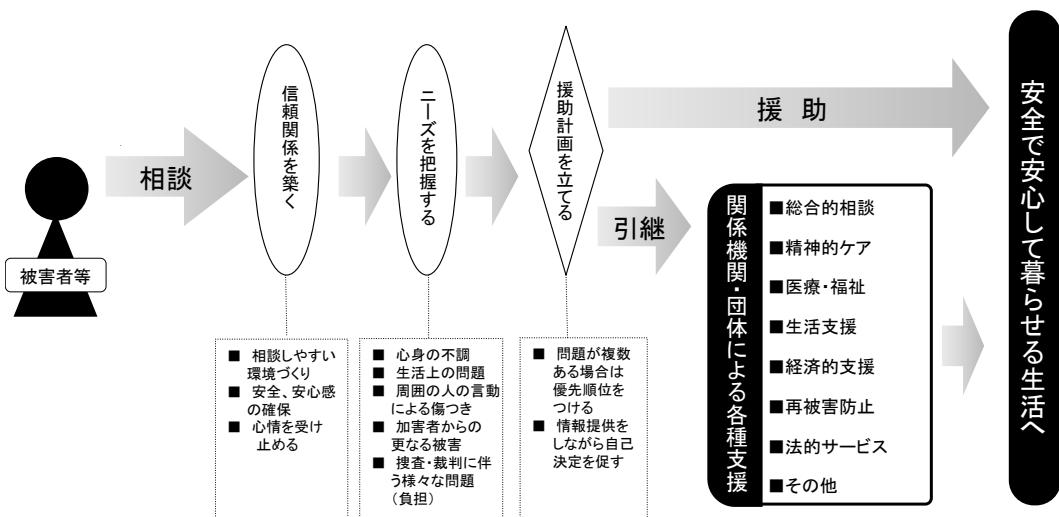 被害者等
相談
信頼関係を築く
■ 相談しやすい
環境づくり
■ 安全、安心感
の確保
■ 心情を受け
止める
ニーズを把握する
■ 心身の不調
■ 生活上の問題
■ 周囲の人の言動
による傷つき
■ 加害者からの
更なる被害
■ 捜査・裁判に伴
う様々な問題
（負担）
援助計画を立てる
■ 問題が複数
ある場合は
優先順位を
つける
■ 情報提供を
しながら自己
決定を促す
援 助
引継
関係機関・団体による各種支援
■総合的相談
■精神的ケア
■医療・福祉
■生活支援
■経済的支援
■再被害防止
■法的サービス
■その他
安全で安心して暮らせる生活へ